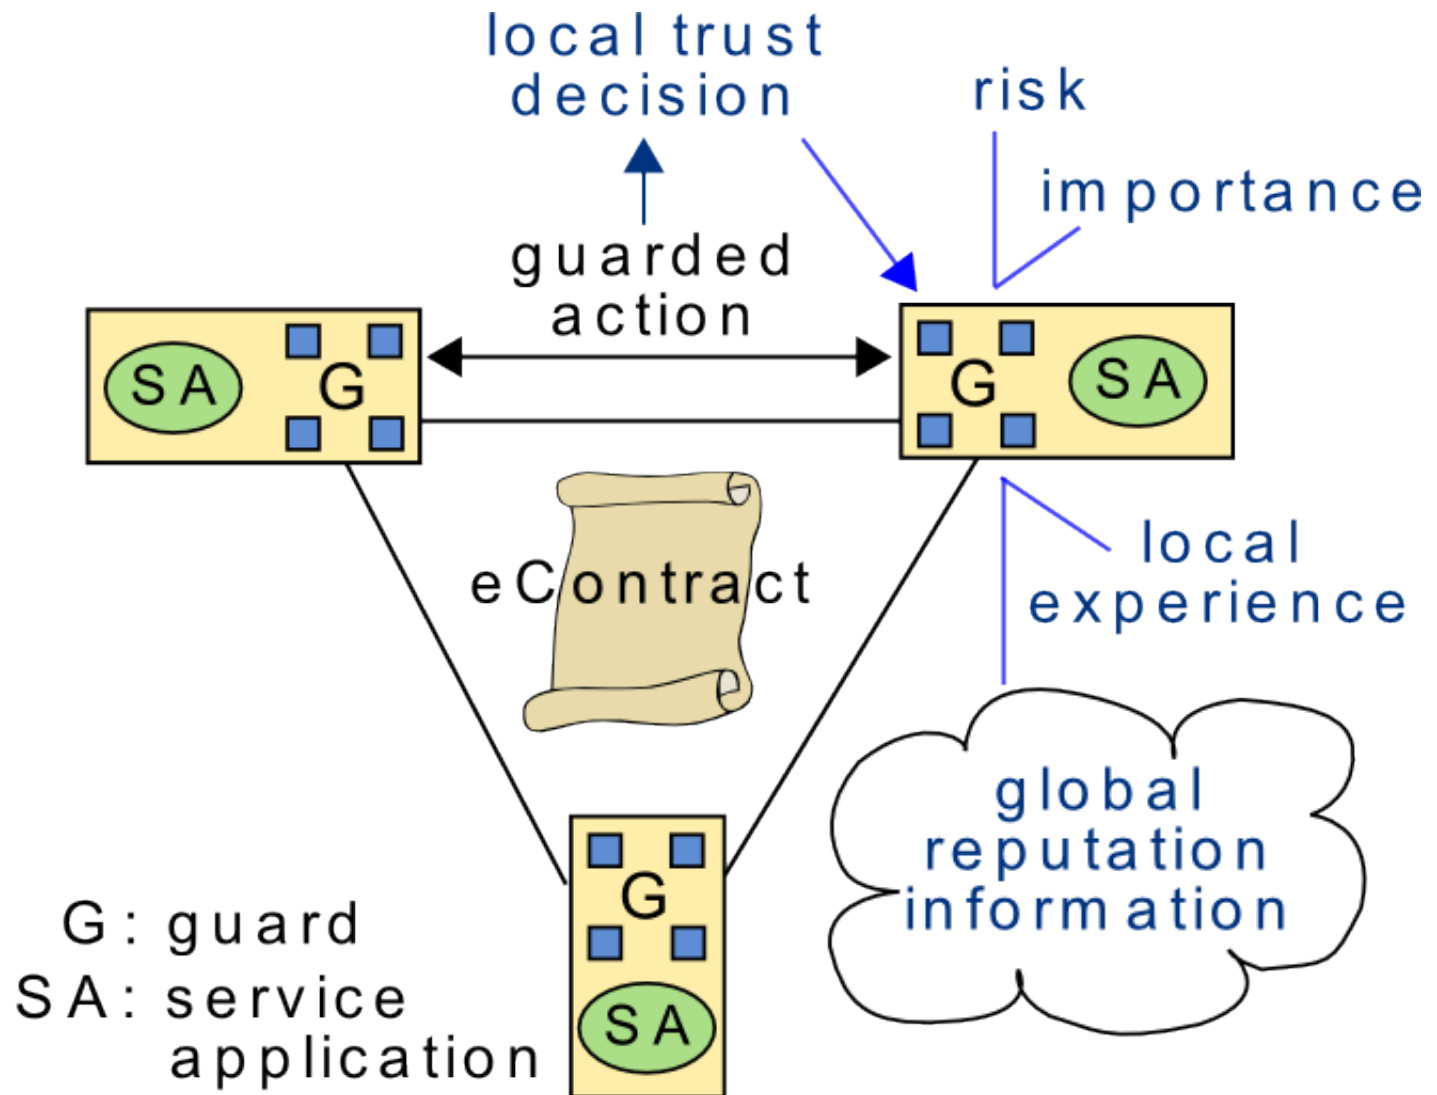 local trust
decision
risk
importance
guarded
action
SA
G
G
SA
eContract
local
experience
global
reputation
information
G
SA
G: guard
SA: service
application